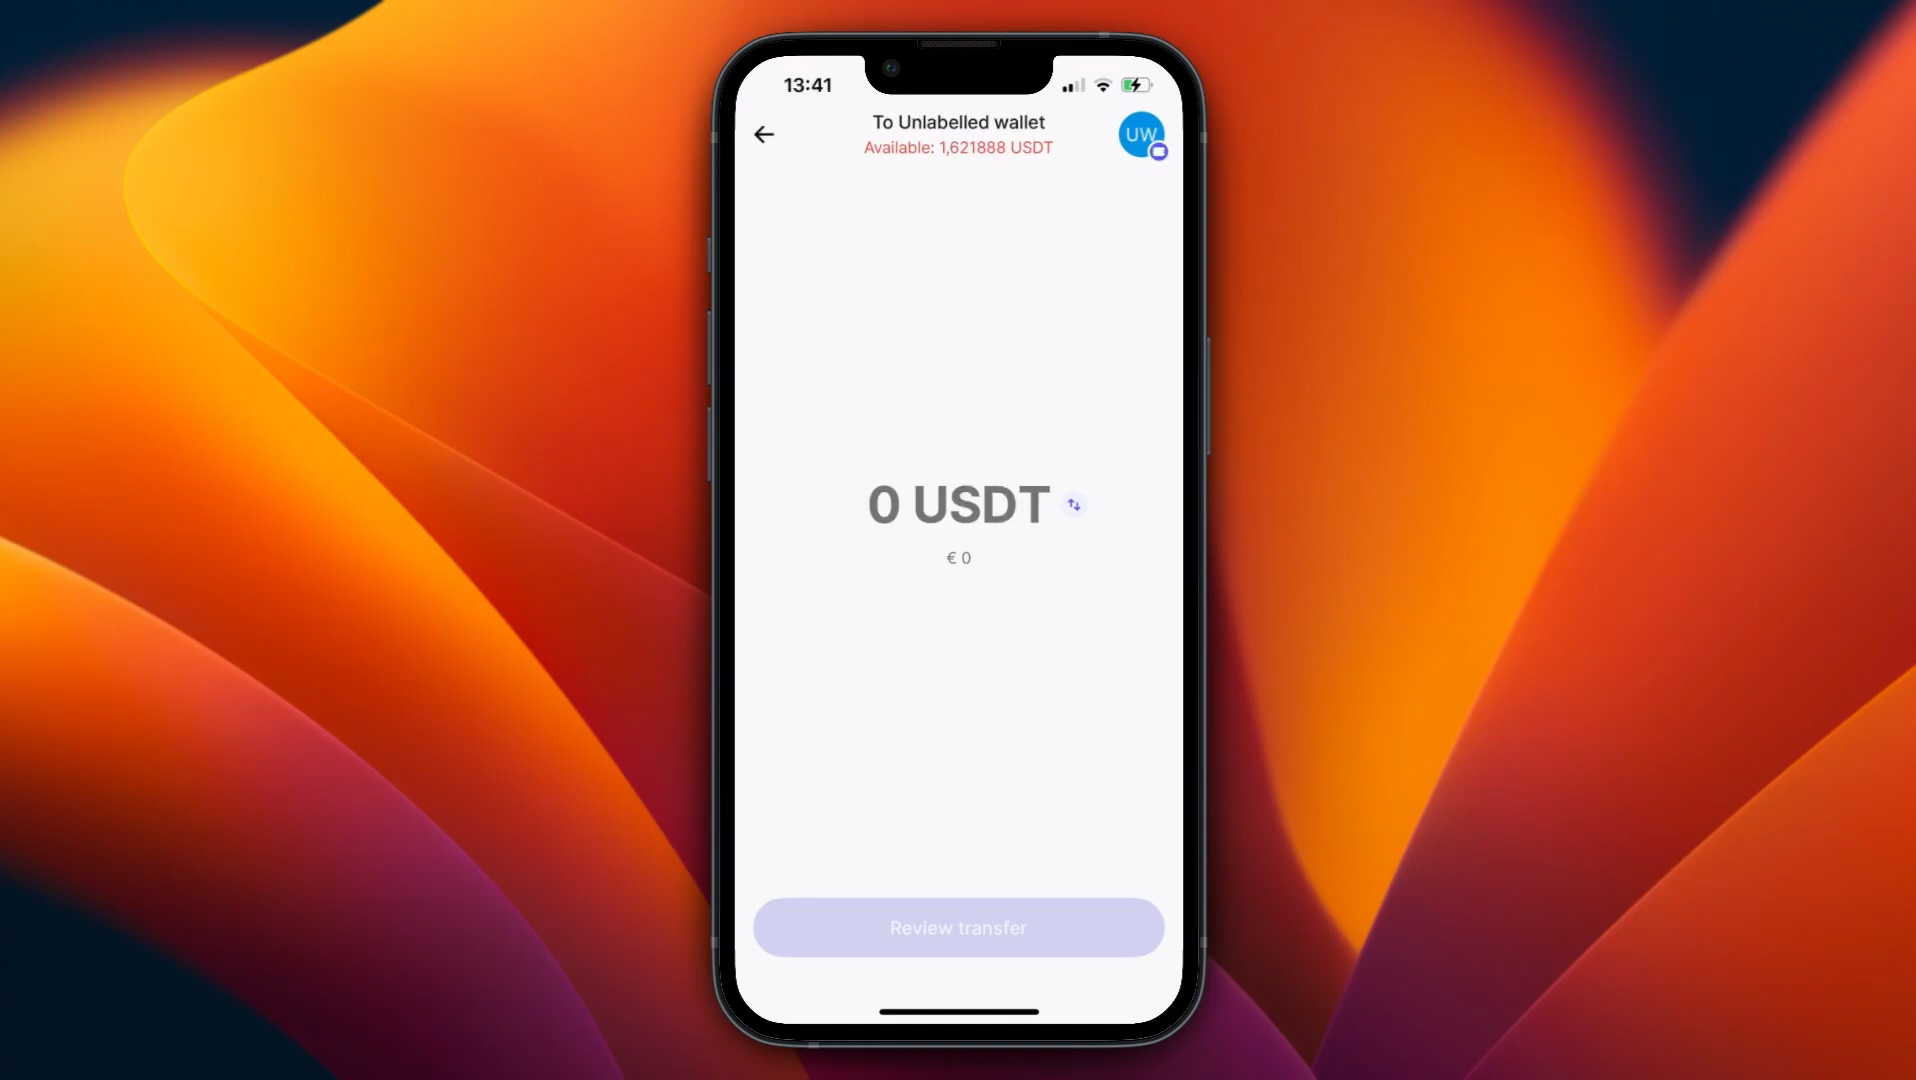 13:41
To Unlabelled wallet
Available: 1,621888 USDT
UW
0 USDT
€ 0
Review transfer